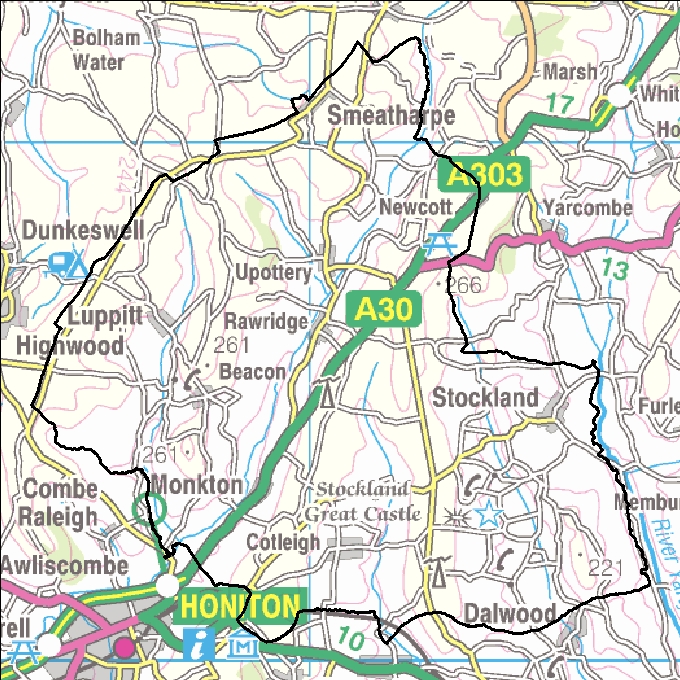 Bolham
Water
Marsh
Whit
17
Smeatharpe
Ho
A303
244
Newcott
Yarcombe
Dunkeswell
13
Upottery
266
A30
Luppitt
Rawridge
Highwood
261
Beacon
Stockland
Furle
261
Combe
Raleigh
Monkton
Stockland
Great Castle
Membu
River Ya
Cotleigh
Awliscombe
221
HONITON
Dalwood
rell
10
i
M